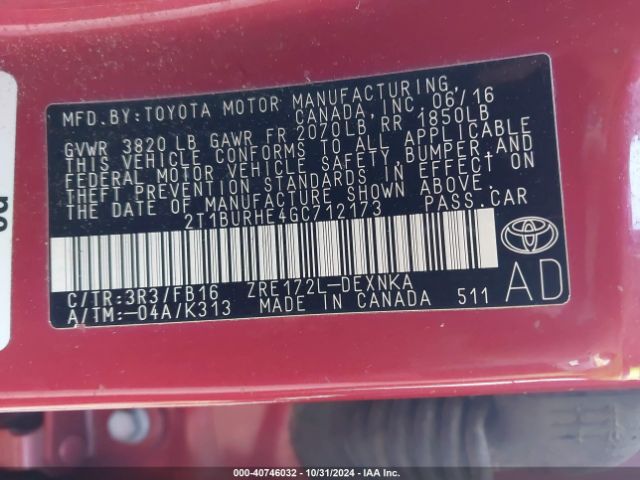 MFD.BY:TOYOTA MOTOR MANUFACTURING,
CANADA, INC. 06/16
GVWR 3820 LB GAWR FR 2070LB RR 1850LB
THIS VEHICLE CONFORMS TO ALL APPLICABLE
FEDERAL MOTOR VEHICLE SAFETY, BUMPER, AND
THEFT PREVENTION STANDARDS IN EFFECT ON
THE DATE OF MANUFACTURE SHOWN ABOVE.
2T1BURHE4GC712173 PASS.CAR
C/TR:3R3/FB16 ZRE172L-DEXNKA
A/TM:-04A/K313 MADE IN CANADA 511
AD
000-40746032 - 10/31/2024 - IAA Inc.